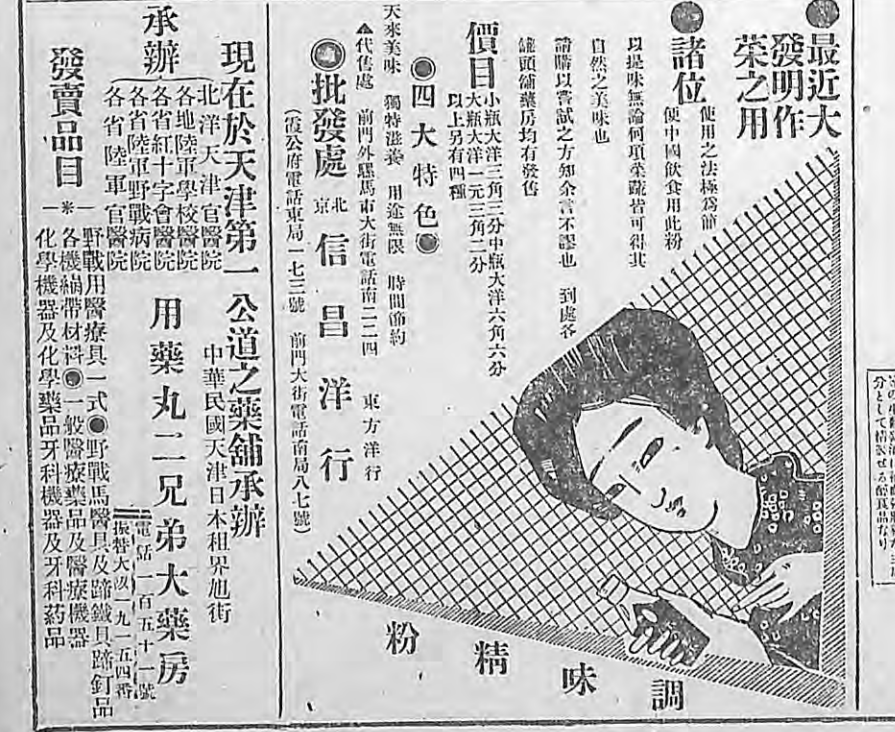 最近大
發明作
菜之用
諸位
使用之法極爲節
便中國飲食用此粉
以提味無論何項菜蔬皆可得其
自然之美味也
請購以嘗試之方知余言不謬也 到處各
罐頭舖藥房均有發售
價目
小瓶大洋三角三分中瓶大洋六角六分
大瓶大洋一元三角二分
以上另有四種
四大特色
天來美味 獨特滋養 用途無限 時間節約
代售處 前門外騾馬市大街電話南二二四 東方洋行
批發處 北京 信昌洋行
(霞公府電話東局一七三號 前門大街電話南局八七號)
調味精粉
現在於天津第一公道之藥舖承辦
中華民國天津日本租界旭街
用藥丸二兄弟大藥房
電話 一百五十一號
振替大阪一九一五四番
承辦
北洋天津官醫院
各地陸軍學校醫院
各省紅十字會醫院
各省陸軍野戰病院
各省陸軍官醫院
發賣品目
野戰用醫療具一式●野戰馬醫具及蹄鐵具蹄釘品
各機綳帶材料●一般醫療藥品及醫療機器
化學機器及化學藥品牙科機器及牙科葯品